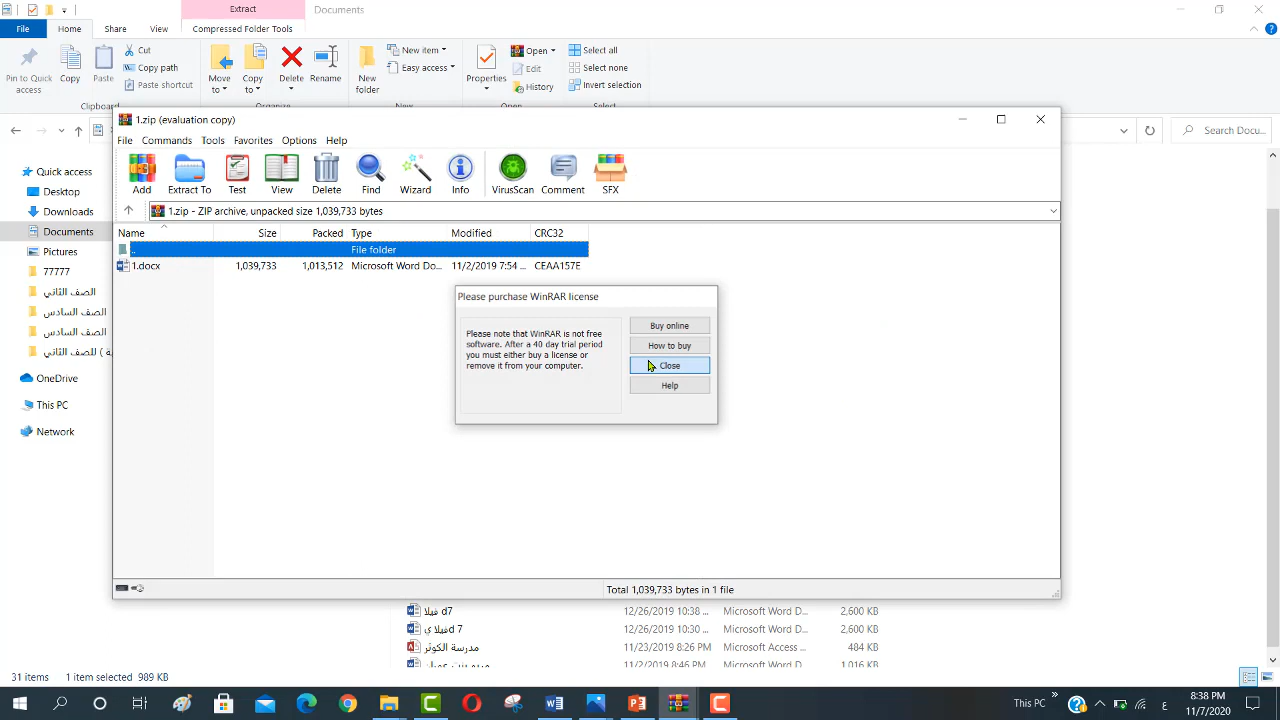 Extract
Documents
File
Home
Share
View
Compressed Folder Tools
Pin to Quick access
Copy
Paste
Cut
Copy path
Paste shortcut
Move to
Copy to
Delete
Rename
New folder
New item
Easy access
Properties
Open
Edit
History
Select all
Select none
Invert selection
Clipboard
Organize
New
Open
Select
Search Docu...
1.zip (evaluation copy)
File Commands Tools Favorites Options Help
Add
Extract To
Test
View
Delete
Find
Wizard
Info
VirusScan
Comment
SFX
1.zip - ZIP archive, unpacked size 1,039,733 bytes
Name Size Packed Type Modified CRC32
.. File folder
1.docx 1,039,733 1,013,512 Microsoft Word Do... 11/2/2019 7:54 ... CEAA157E
Quick access
Desktop
Downloads
Documents
Pictures
77777
الصف الثاني
الصف السادس
الصف السادس
OneDrive
This PC
Network
Please purchase WinRAR license
Please note that WinRAR is not free
software. After a 40 day trial period
you must either buy a license or
remove it from your computer.
Buy online
How to buy
Close
Help
Total 1,039,733 bytes in 1 file
فيلا d7 12/26/2019 10:38 ... Microsoft Word D... 2,600 KB
فيلا ي d 7 12/26/2019 10:30 ... Microsoft Word D... 2,600 KB
مدرسة الكوثر 11/23/2019 8:26 PM Microsoft Access ... 484 KB
11/2/2019 8:46 PM Microsoft Word D... 1,016 KB
31 items 1 item selected 989 KB
This PC
ع
8:38 PM
11/7/2020